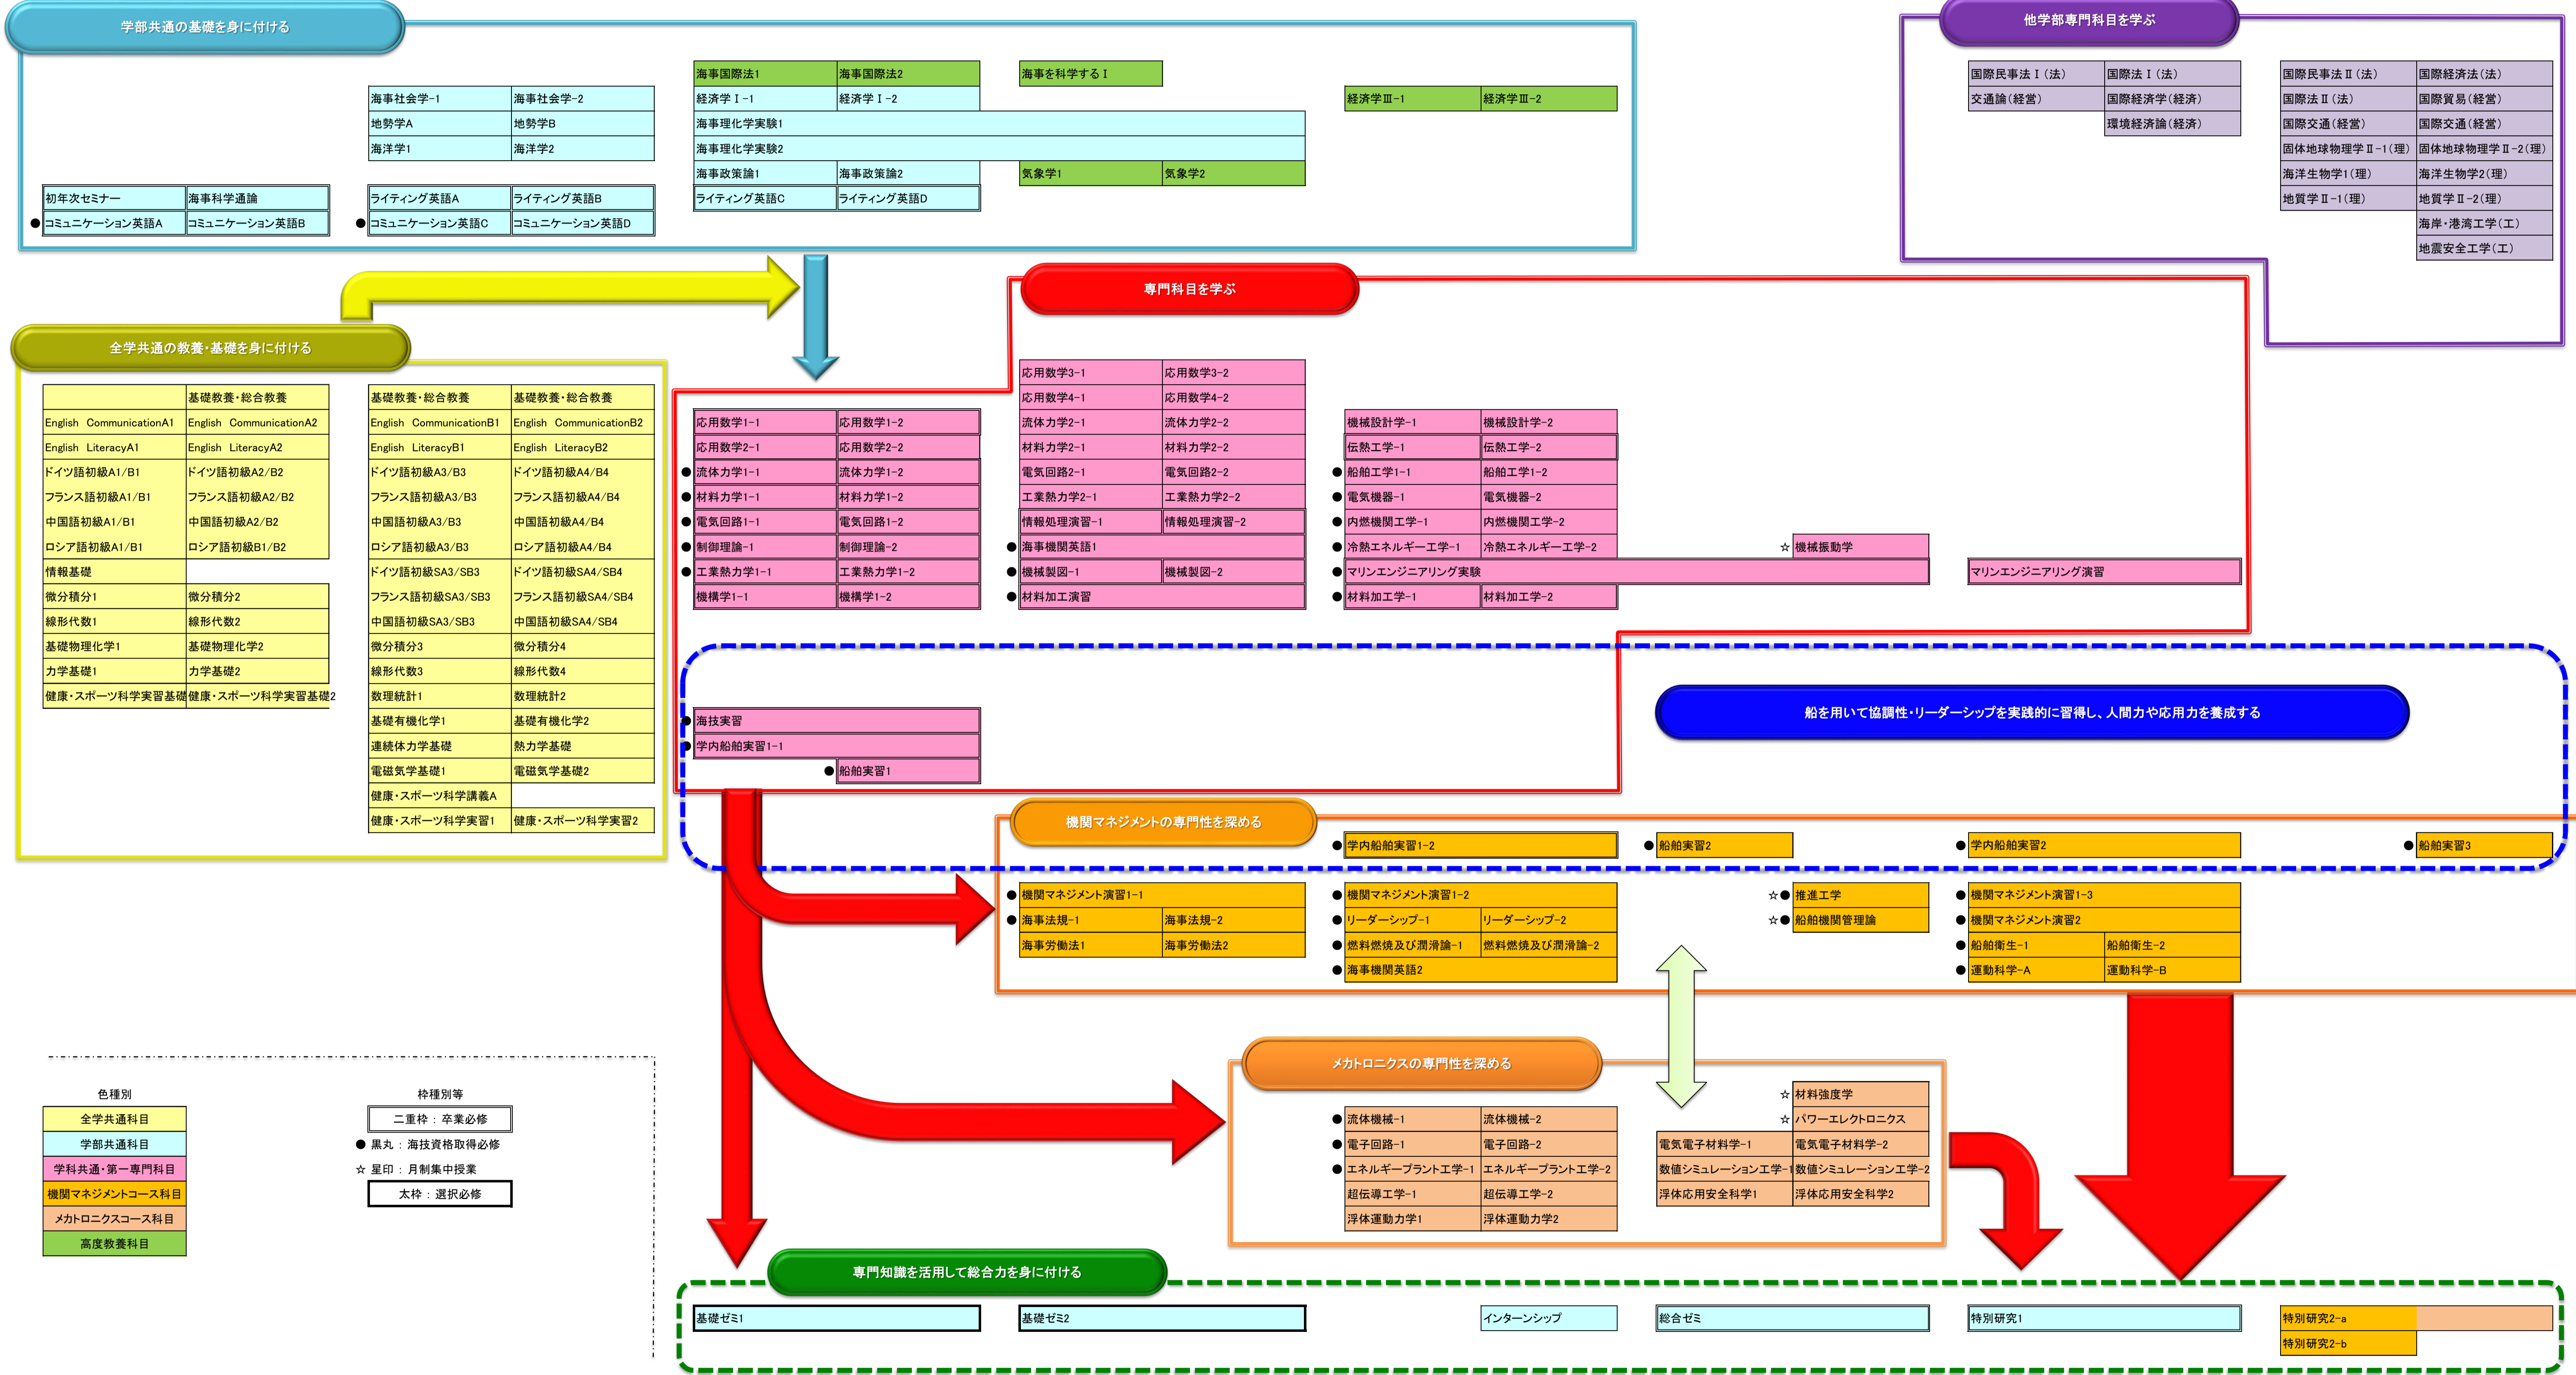 学部共通の基礎を身に付ける
他学部専門科目を学ぶ
海事国際法1 海事国際法2 海事を科学するⅠ
国際民事法Ⅰ(法) 国際法Ⅰ(法) 国際民事法Ⅱ(法) 国際経済法(法)
海事社会学-1 海事社会学-2 経済学Ⅰ-1 経済学Ⅰ-2 経済学Ⅲ-1 経済学Ⅲ-2
交通論(経営) 国際経済学(経済) 国際法Ⅱ(法) 国際貿易(経営)
地勢学A 地勢学B 海事理化学実験1
環境経済論(経済) 国際交通(経営) 国際交通(経営)
海洋学1 海洋学2 海事理化学実験2
固体地球物理学Ⅱ-1(理) 固体地球物理学Ⅱ-2(理)
海事政策論1 海事政策論2 気象学1 気象学2
海洋生物学1(理) 海洋生物学2(理)
初年次セミナー 海事科学通論 ライティング英語A ライティング英語B ライティング英語C ライティング英語D
地質学Ⅱ-1(理) 地質学Ⅱ-2(理)
●コミュニケーション英語A コミュニケーション英語B ●コミュニケーション英語C コミュニケーション英語D
海岸・港湾工学(工)
地震安全工学(工)
専門科目を学ぶ
全学共通の教養・基礎を身に付ける
応用数学3-1 応用数学3-2
基礎教養・総合教養 基礎教養・総合教養 基礎教養・総合教養
応用数学4-1 応用数学4-2
English CommunicationA1 English CommunicationA2 English CommunicationB1 English CommunicationB2
応用数学1-1 応用数学1-2 流体力学2-1 流体力学2-2 機械設計学-1 機械設計学-2
English LiteracyA1 English LiteracyA2 English LiteracyB1 English LiteracyB2
応用数学2-1 応用数学2-2 材料力学2-1 材料力学2-2 伝熱工学-1 伝熱工学-2
ドイツ語初級A1/B1 ドイツ語初級A2/B2 ドイツ語初級A3/B3 ドイツ語初級A4/B4
●流体力学1-1 流体力学1-2 電気回路2-1 電気回路2-2 ●船舶工学1-1 船舶工学1-2
フランス語初級A1/B1 フランス語初級A2/B2 フランス語初級A3/B3 フランス語初級A4/B4
●材料力学1-1 材料力学1-2 工業熱力学2-1 工業熱力学2-2 ●電気機器-1 電気機器-2
中国語初級A1/B1 中国語初級A2/B2 中国語初級A3/B3 中国語初級A4/B4
●電気回路1-1 電気回路1-2 情報処理演習-1 情報処理演習-2 ●内燃機関工学-1 内燃機関工学-2
ロシア語初級A1/B1 ロシア語初級B1/B2 ロシア語初級A3/B3 ロシア語初級A4/B4
●制御理論-1 制御理論-2 ●海事機関英語1 ●冷熱エネルギー工学-1 冷熱エネルギー工学-2 ☆機械振動学
情報基礎 ドイツ語初級SA3/SB3 ドイツ語初級SA4/SB4
●工業熱力学1-1 工業熱力学1-2 ●機械製図-1 機械製図-2 ●マリンエンジニアリング実験 マリンエンジニアリング演習
微分積分1 微分積分2 フランス語初級SA3/SB3 フランス語初級SA4/SB4
機構学1-1 機構学1-2 ●材料加工演習 ●材料加工学-1 材料加工学-2
線形代数1 線形代数2 中国語初級SA3/SB3 中国語初級SA4/SB4
基礎物理化学1 基礎物理化学2 微分積分3 微分積分4
力学基礎1 力学基礎2 線形代数3 線形代数4
健康・スポーツ科学実習基礎 健康・スポーツ科学実習基礎2 数理統計1 数理統計2
船を用いて協調性・リーダーシップを実践的に習得し、人間力や応用力を養成する
基礎有機化学1 基礎有機化学2 ●海技実習
連続体力学基礎 熱力学基礎 ●学内船舶実習1-1
電磁気学基礎1 電磁気学基礎2 ●船舶実習1
健康・スポーツ科学講義A
健康・スポーツ科学実習1 健康・スポーツ科学実習2
機関マネジメントの専門性を深める
●学内船舶実習1-2 ●船舶実習2 ●学内船舶実習2 ●船舶実習3
●機関マネジメント演習1-1 ●機関マネジメント演習1-2 ☆●推進工学 ●機関マネジメント演習1-3
●海事法規-1 海事法規-2 ●リーダーシップ-1 リーダーシップ-2 ☆●船舶機関管理論 ●機関マネジメント演習2
海事労働法1 海事労働法2 ●燃料燃焼及び潤滑論-1 燃料燃焼及び潤滑論-2 ●船舶衛生-1 船舶衛生-2
●海事機関英語2 ●運動科学-A 運動科学-B
メカトロニクスの専門性を深める
☆材料強度学
●流体機械-1 流体機械-2 ☆パワーエレクトロニクス
●電子回路-1 電子回路-2 電気電子材料学-1 電気電子材料学-2
●エネルギープラント工学-1 エネルギープラント工学-2 数値シミュレーション工学-1 数値シミュレーション工学-2
超伝導工学-1 超伝導工学-2 浮体応用安全科学1 浮体応用安全科学2
浮体運動力学1 浮体運動力学2
色種別 枠種別等
全学共通科目 二重枠 : 卒業必修
学部共通科目 ● 黒丸 : 海技資格取得必修
学科共通・第一専門科目 ☆ 星印 : 月制集中授業
機関マネジメントコース科目 太枠 : 選択必修
メカトロニクスコース科目
高度教養科目
専門知識を活用して総合力を身に付ける
基礎ゼミ1 基礎ゼミ2 インターンシップ 総合ゼミ 特別研究1 特別研究2-a
特別研究2-b